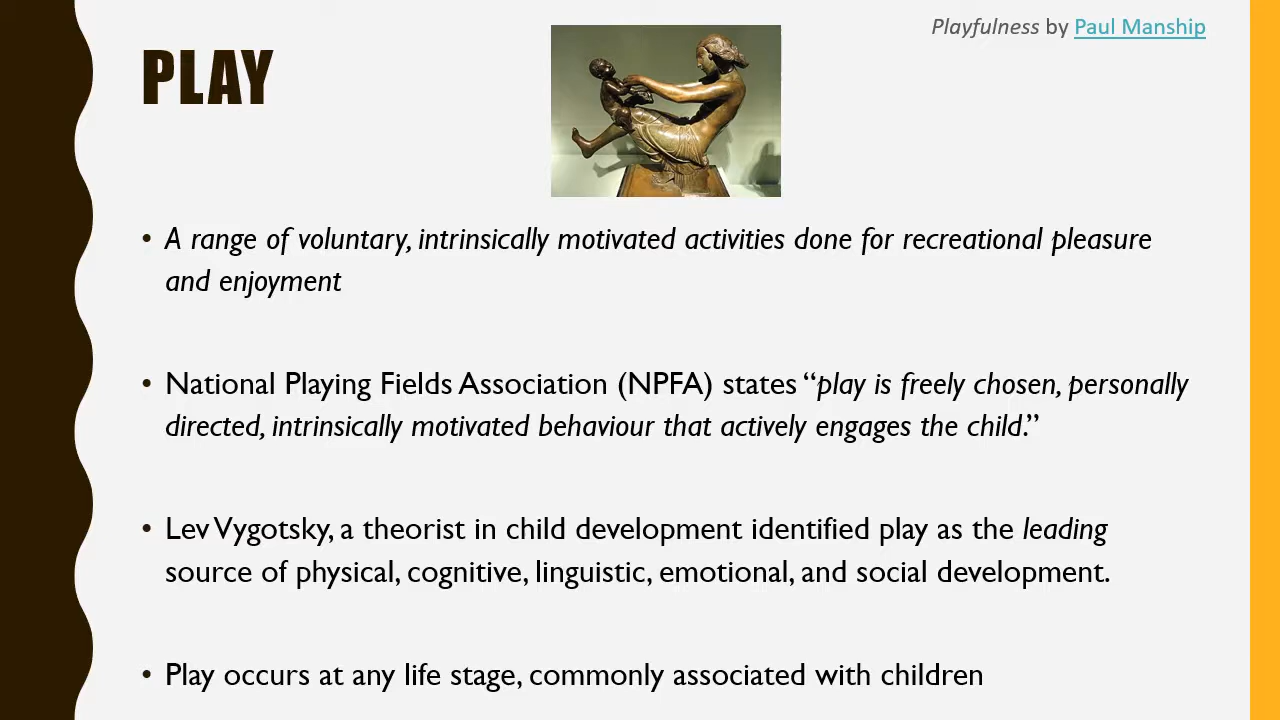 Playfulness by Paul Manship
PLAY
• A range of voluntary, intrinsically motivated activities done for recreational pleasure
and enjoyment
• National Playing Fields Association (NPFA) states “play is freely chosen, personally
directed, intrinsically motivated behaviour that actively engages the child.”
• Lev Vygotsky, a theorist in child development identified play as the leading
source of physical, cognitive, linguistic, emotional, and social development.
• Play occurs at any life stage, commonly associated with children